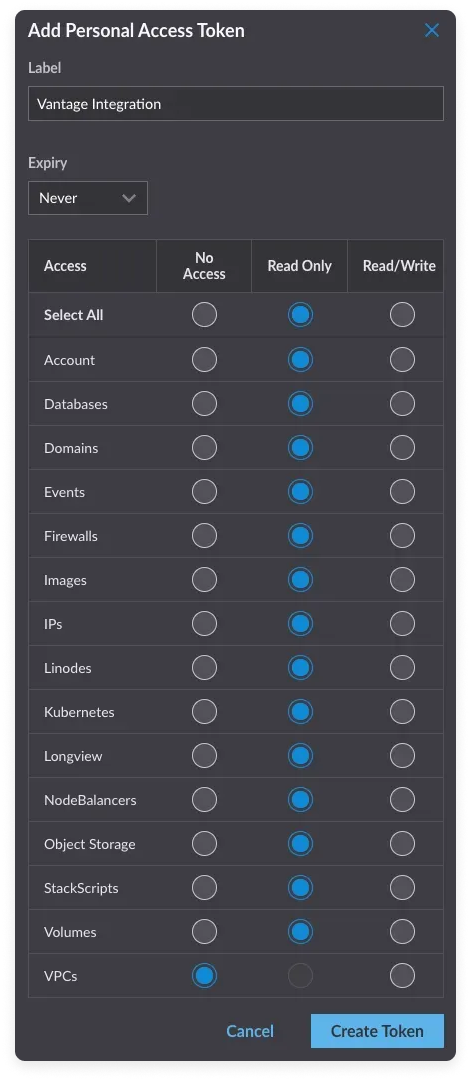 Add Personal Access Token
Label
Vantage Integration
Expiry
Never
Access No Access Read Only Read/Write
Select All
Account
Databases
Domains
Events
Firewalls
Images
IPs
Linodes
Kubernetes
Longview
NodeBalancers
Object Storage
StackScripts
Volumes
VPCs
Cancel Create Token